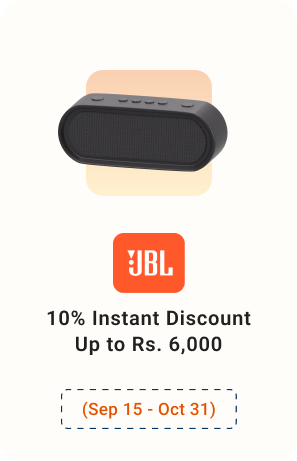 JBL
10% Instant Discount
Up to Rs. 6,000
(Sep 15 - Oct 31)